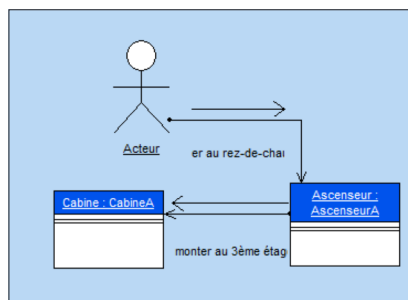 Acteur
er au rez-de-chau
Cabine : CabineA
Ascenseur :
AscenseurA
monter au 3ème étag